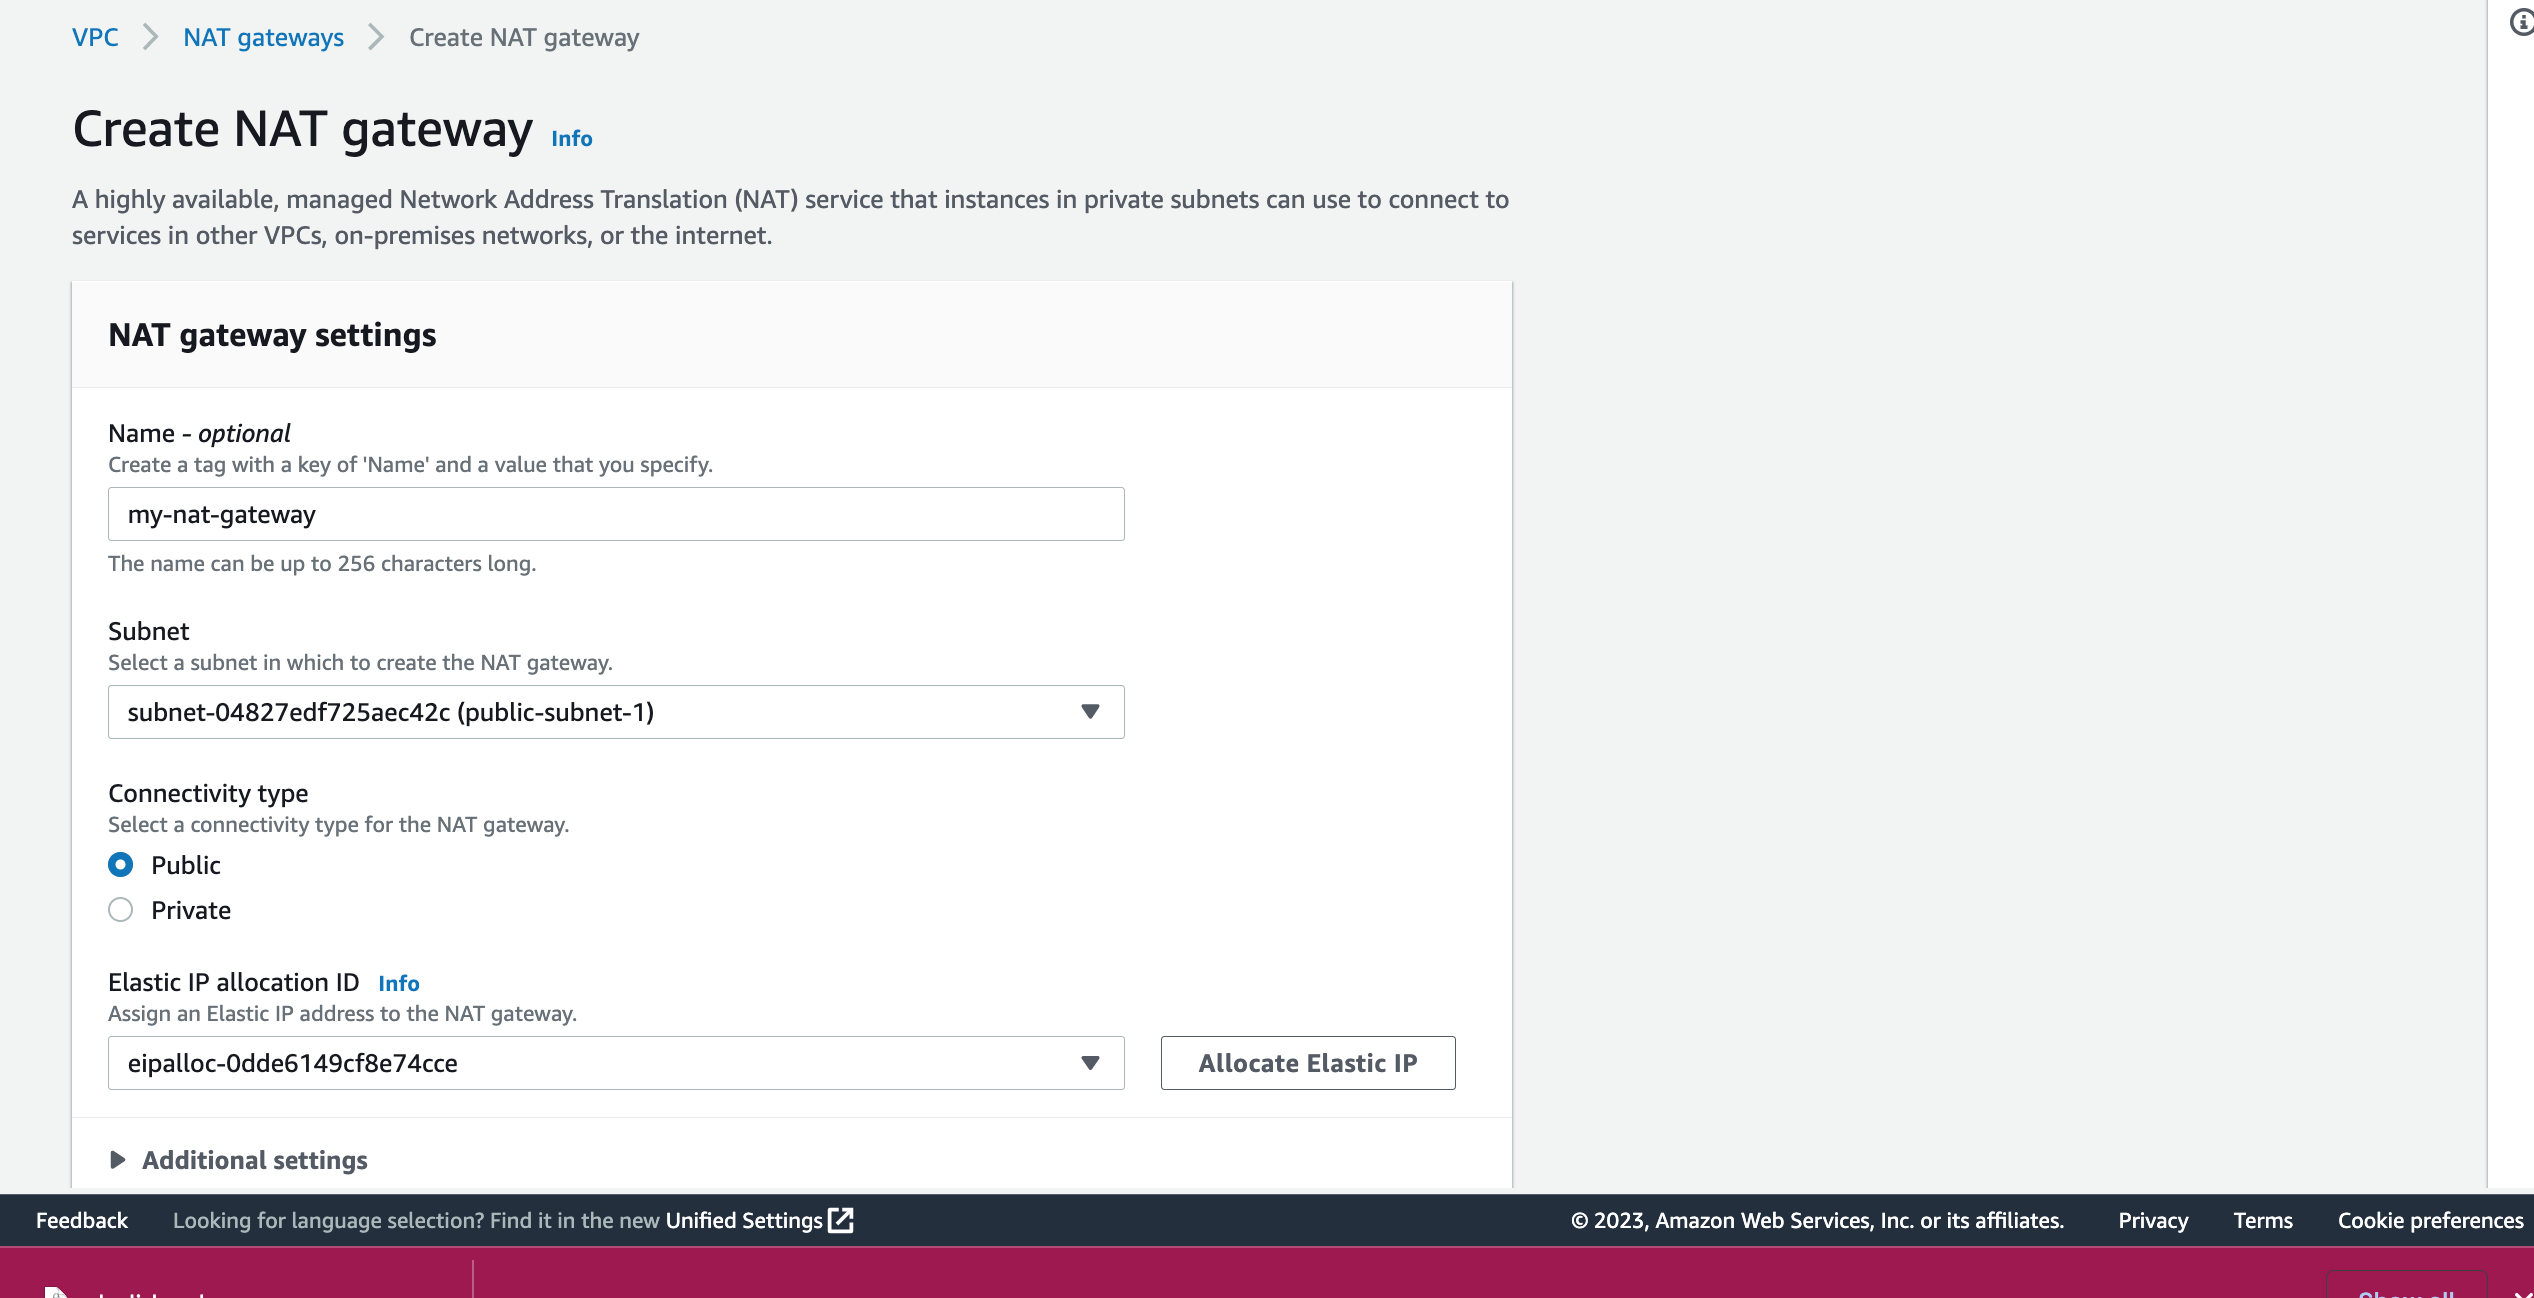 VPC > NAT gateways > Create NAT gateway
Create NAT gateway Info
A highly available, managed Network Address Translation (NAT) service that instances in private subnets can use to connect to
services in other VPCs, on-premises networks, or the internet.
NAT gateway settings
Name - optional
Create a tag with a key of 'Name' and a value that you specify.
my-nat-gateway
The name can be up to 256 characters long.
Subnet
Select a subnet in which to create the NAT gateway.
subnet-04827edf725aec42c (public-subnet-1)
Connectivity type
Select a connectivity type for the NAT gateway.
Public
Private
Elastic IP allocation ID Info
Assign an Elastic IP address to the NAT gateway.
eipalloc-0dde6149cf8e74cce
Allocate Elastic IP
Additional settings
Feedback Looking for language selection? Find it in the new Unified Settings © 2023, Amazon Web Services, Inc. or its affiliates. Privacy Terms Cookie preferences
Show all